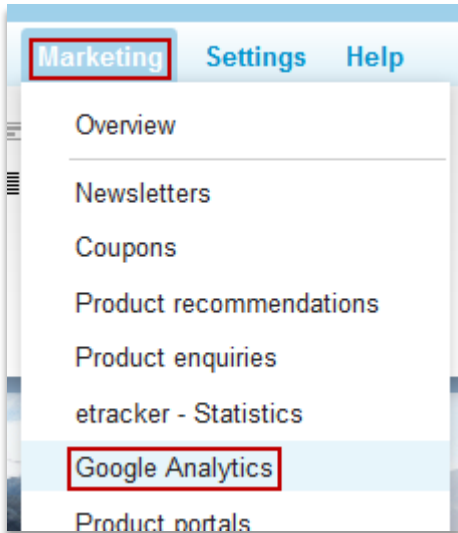 Marketing Settings Help
Overview
Newsletters
Coupons
Product recommendations
Product enquiries
etracker - Statistics
Google Analytics
Product portals